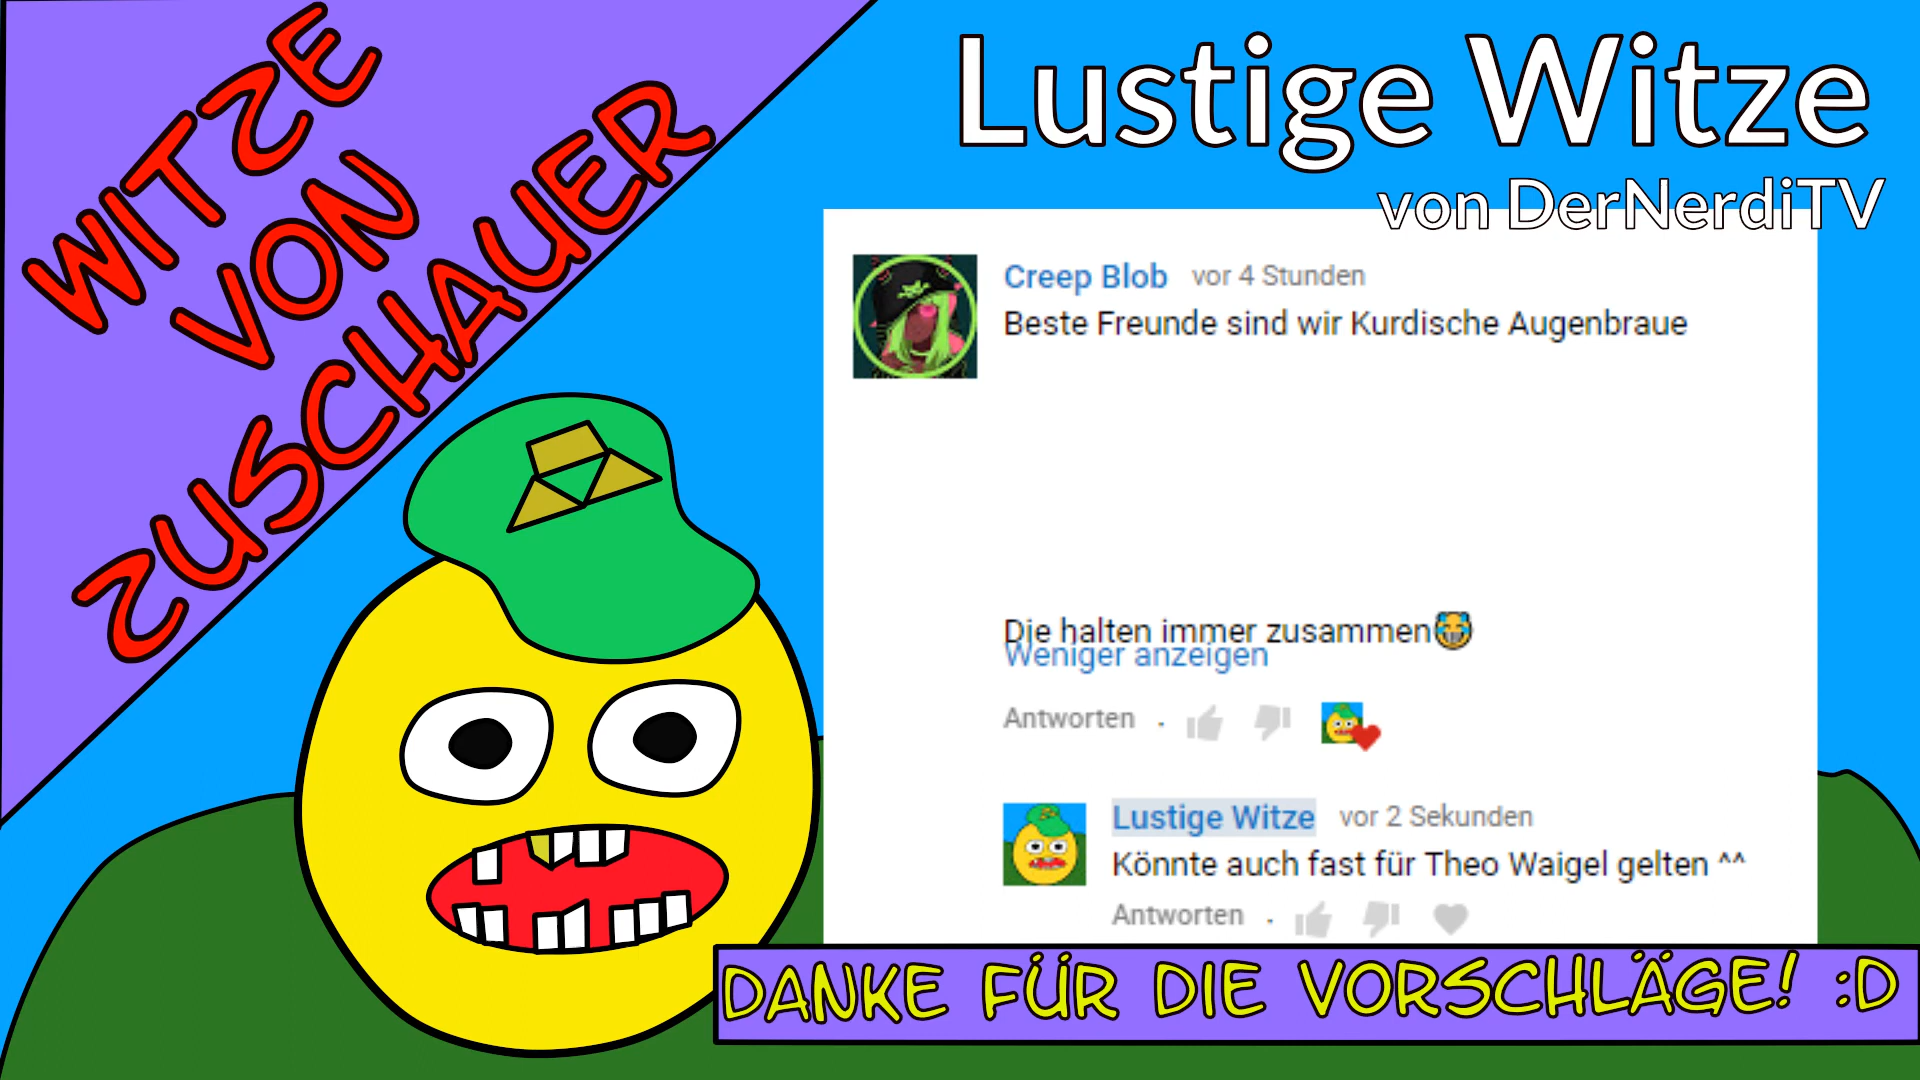 WITZE
VON
ZUSCHAUER
Lustige Witze
von DerNerdiTV
Creep Blob vor 4 Stunden
Beste Freunde sind wir Kurdische Augenbraue
Die halten immer zusammen😂
Weniger anzeigen
Antworten .
Lustige Witze vor 2 Sekunden
Könnte auch fast für Theo Waigel gelten ^^
Antworten .
DANKE FÜR DIE VORSCHLÄGE! :D